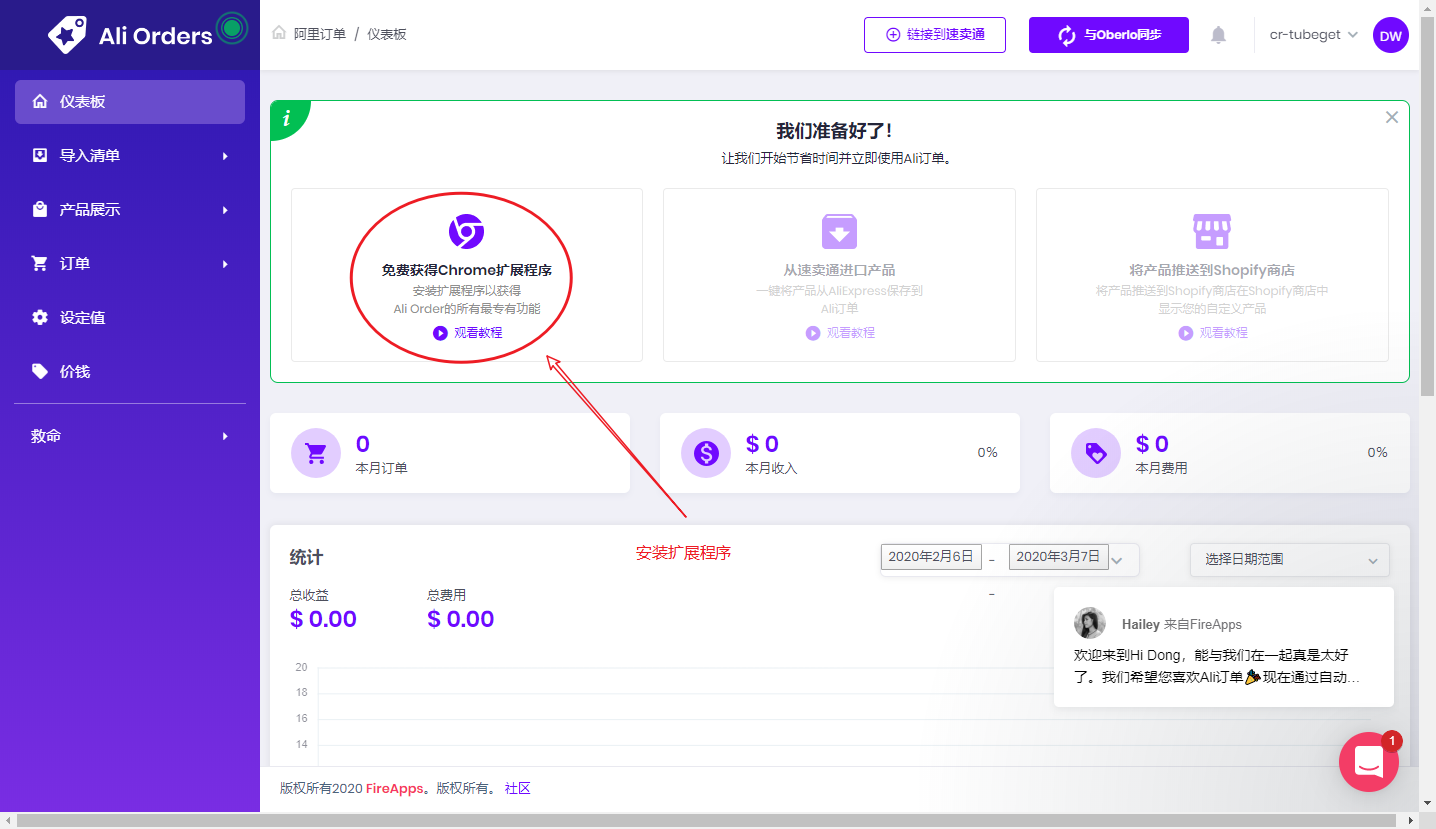 Ali Orders
阿里订单 / 仪表板
链接到速卖通
与Oberlo同步
cr-tubeget
DW
仪表板
导入清单
产品展示
订单
设定值
价钱
救命
i
我们准备好了！
让我们开始节省时间并立即使用Ali订单。
免费获得Chrome扩展程序
安装扩展程序以获得
Ali Order的所有最专有功能
观看教程
从速卖通进口产品
一键将产品从AliExpress保存到
Ali订单
观看教程
将产品推送到Shopify商店
将产品推送到Shopify商店在Shopify商店中
显示您的自定义产品
观看教程
0
本月订单
$ 0
本月收入
0%
$ 0
本月费用
0%
统计
安装扩展程序
2020年2月6日 - 2020年3月7日
-
选择日期范围
总收益
$ 0.00
总费用
$ 0.00
20
18
16
14
Hailey 来自FireApps
欢迎来到Hi Dong，能与我们在一起真是太好
了。我们希望您喜欢Ali订单🎉现在通过自动...
1
版权所有2020 FireApps。版权所有。 社区